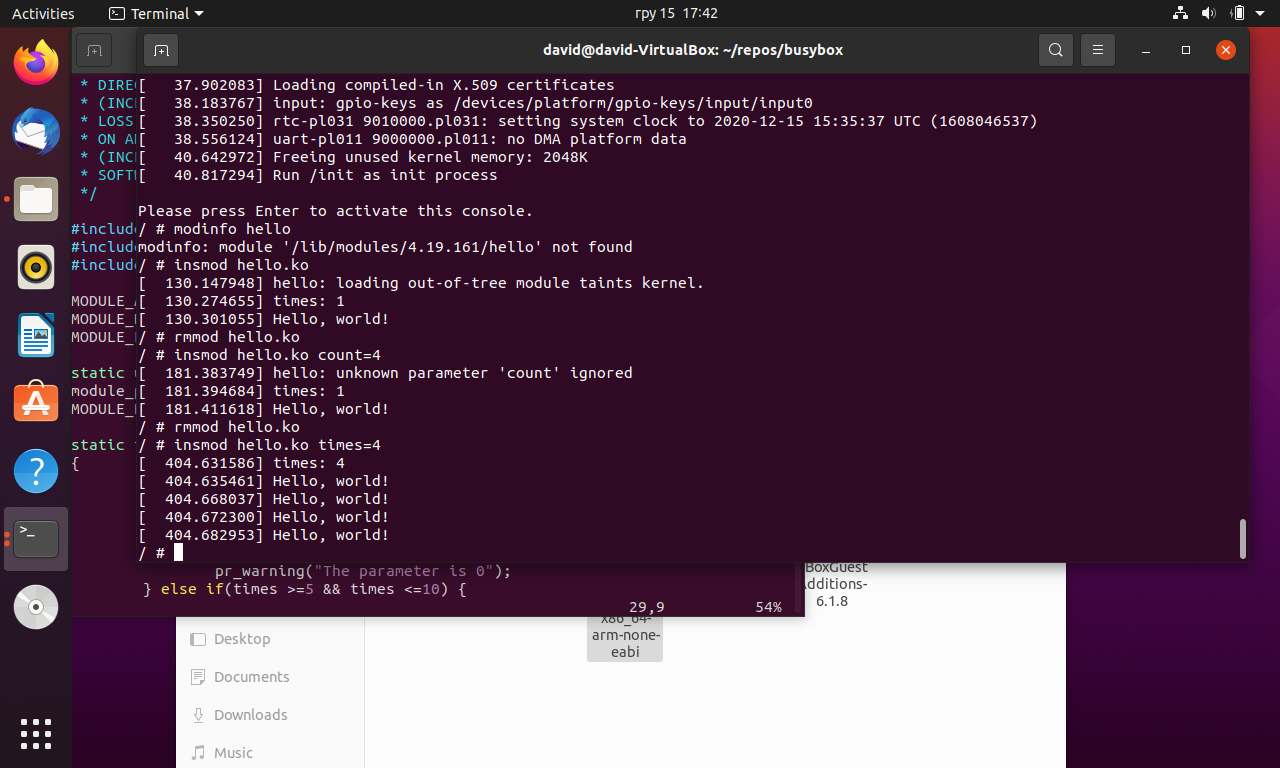 Activities
Terminal
гру 15 17:42
david@david-VirtualBox: ~/repos/busybox
* DIREC
* (INCL
* LOSS
* ON AN
* (INCL
* SOFTW
*/
#include
#include
#include
MODULE_
MODULE_
MODULE_
static
module_
MODULE_
static
{
[   37.902083] Loading compiled-in X.509 certificates
[   38.183767] input: gpio-keys as /devices/platform/gpio-keys/input/input0
[   38.350250] rtc-pl031 9010000.pl031: setting system clock to 2020-12-15 15:35:37 UTC (1608046537)
[   38.556124] uart-pl011 9000000.pl011: no DMA platform data
[   40.642972] Freeing unused kernel memory: 2048K
[   40.817294] Run /init as init process
Please press Enter to activate this console.
/ # modinfo hello
modinfo: module '/lib/modules/4.19.161/hello' not found
/ # insmod hello.ko
[  130.147948] hello: loading out-of-tree module taints kernel.
[  130.274655] times: 1
[  130.301055] Hello, world!
/ # rmmod hello.ko
/ # insmod hello.ko count=4
[  181.383749] hello: unknown parameter 'count' ignored
[  181.394684] times: 1
[  181.411618] Hello, world!
/ # rmmod hello.ko
/ # insmod hello.ko times=4
[  404.631586] times: 4
[  404.635461] Hello, world!
[  404.668037] Hello, world!
[  404.672300] Hello, world!
[  404.682953] Hello, world!
/ #
pr_warning("The parameter is 0");
} else if(times >=5 && times <=10) {
29,9
54%
BoxGuest
Additions-
6.1.8
x86_64-
arm-none-
eabi
Desktop
Documents
Downloads
Music